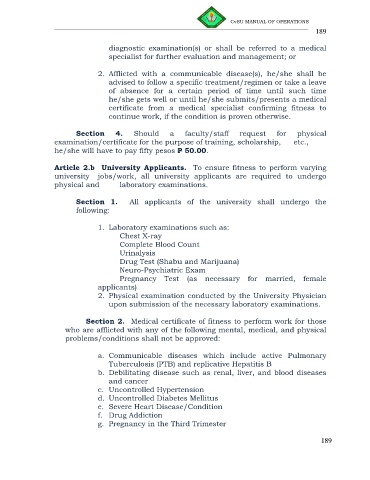 CvSU MANUAL OF OPERATIONS
189
diagnostic examination(s) or shall be referred to a medical
specialist for further evaluation and management; or
2. Afflicted with a communicable disease(s), he/she shall be
advised to follow a specific treatment/regimen or take a leave
of absence for a certain period of time until such time
he/she gets well or until he/she submits/presents a medical
certificate from a medical specialist confirming fitness to
continue work, if the condition is proven otherwise.
Section 4. Should a faculty/staff request for physical
examination/certificate for the purpose of training, scholarship, etc.,
he/she will have to pay fifty pesos ₱ 50.00.
Article 2.b University Applicants. To ensure fitness to perform varying
university jobs/work, all university applicants are required to undergo
physical and laboratory examinations.
Section 1. All applicants of the university shall undergo the
following:
1. Laboratory examinations such as:
Chest X-ray
Complete Blood Count
Urinalysis
Drug Test (Shabu and Marijuana)
Neuro-Psychiatric Exam
Pregnancy Test (as necessary for married, female
applicants)
2. Physical examination conducted by the University Physician
upon submission of the necessary laboratory examinations.
Section 2. Medical certificate of fitness to perform work for those
who are afflicted with any of the following mental, medical, and physical
problems/conditions shall not be approved:
a. Communicable diseases which include active Pulmonary
Tuberculosis (PTB) and replicative Hepatitis B
b. Debilitating disease such as renal, liver, and blood diseases
and cancer
c. Uncontrolled Hypertension
d. Uncontrolled Diabetes Mellitus
e. Severe Heart Disease/Condition
f. Drug Addiction
g. Pregnancy in the Third Trimester
189